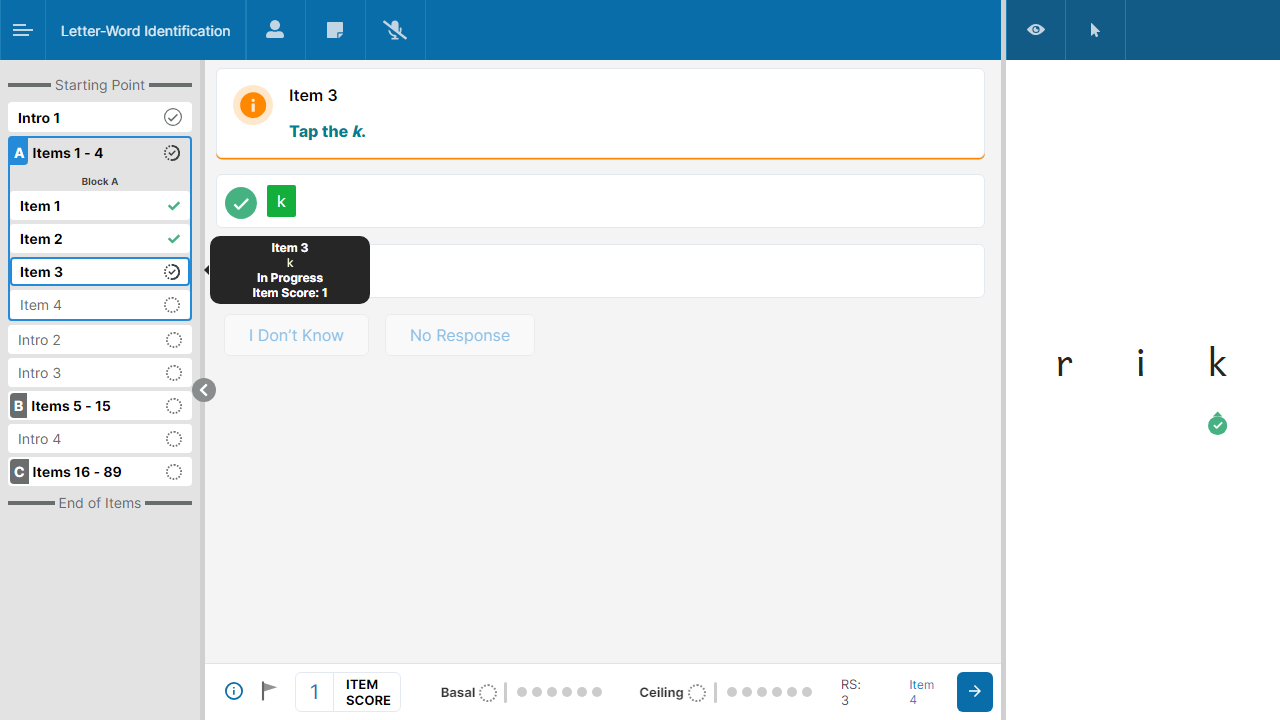 Letter-Word Identification
Starting Point
Intro 1
A Items 1 - 4
Block A
Item 1
Item 2
Item 3
Item 4
Intro 2
Intro 3
B Items 5 - 15
Intro 4
C Items 16 - 89
End of Items
Item 3
Tap the k.
k
Item 3
k
In Progress
Item Score: 1
I Don't Know No Response
1 ITEM SCORE
Basal
Ceiling
RS: 3
Item 4
r i k